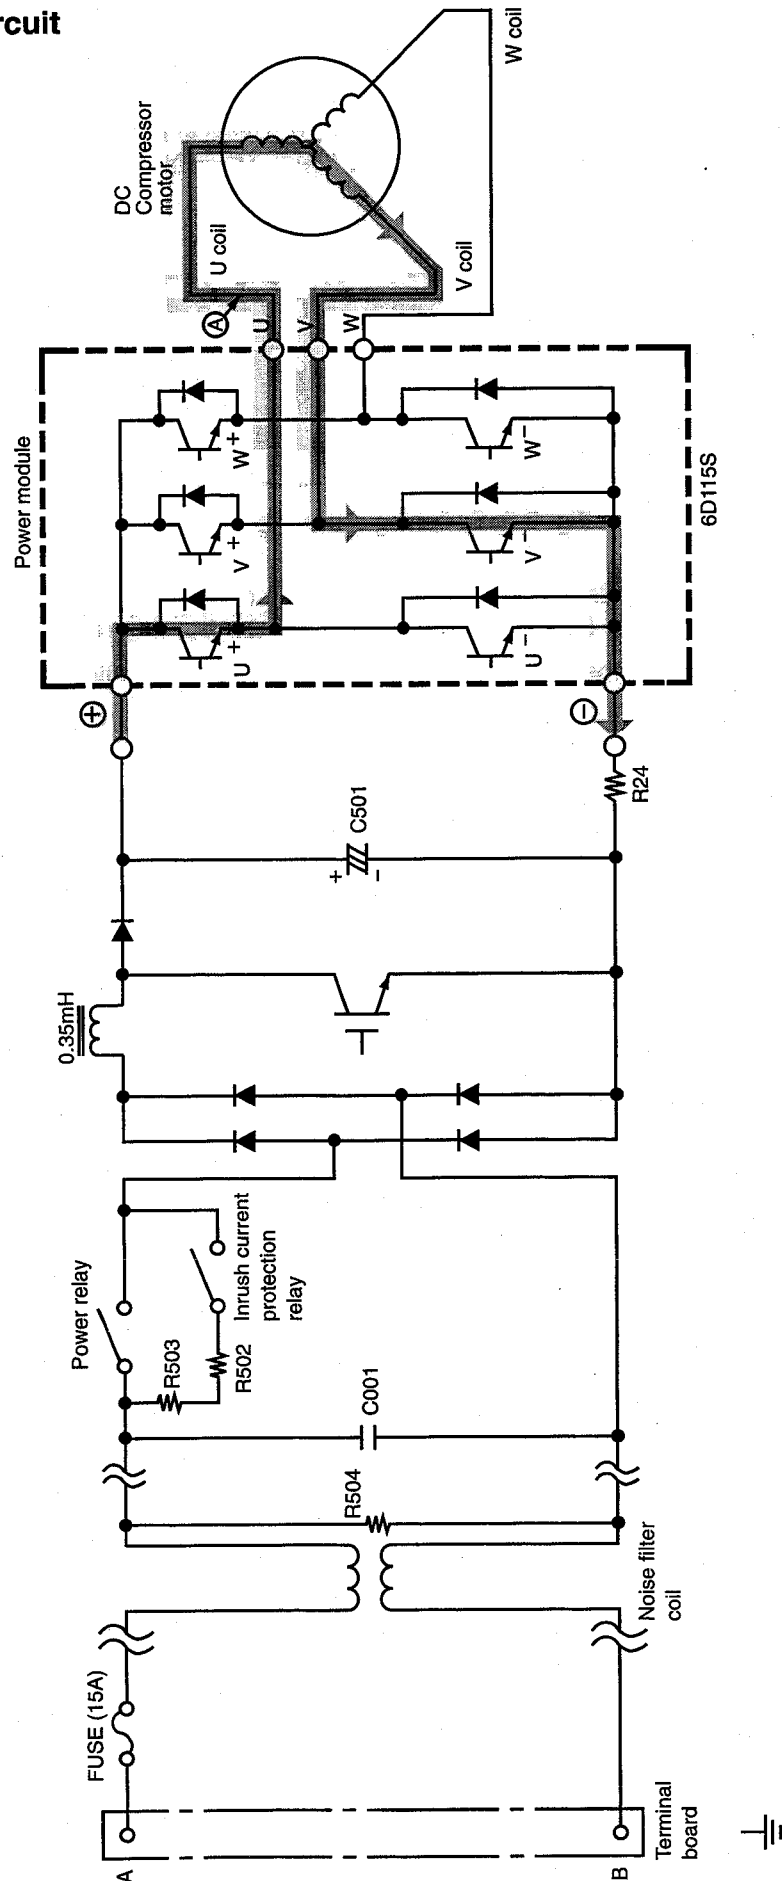 rcuit
W coil
DC
Compressor
motor
U coil
V coil
A
U
V
W
Power module
W+
V+
U+
W−
V−
U−
6D115S
+
−
R24
C501
+
−
0.35mH
Power relay
Inrush current
protection
relay
R503
R502
C001
R504
Noise filter
coil
FUSE (15A)
Terminal
board
A
B